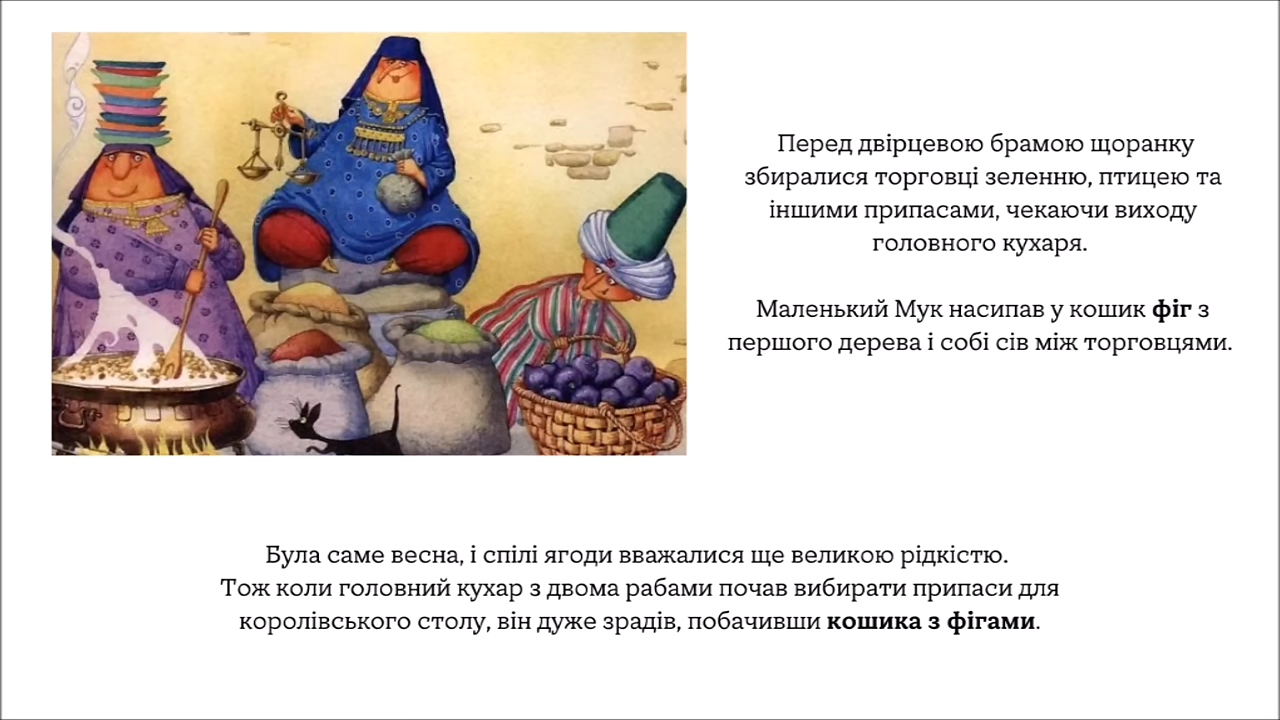 Перед двірцевою брамою щоранку
збиралися торговці зеленню, птицею та
іншими припасами, чекаючи виходу
головного кухаря.
Маленький Мук насипав у кошик фіг з
першого дерева і собі сів між торговцями.
Була саме весна, і спілі ягоди вважалися ще великою рідкістю.
Тож коли головний кухар з двома рабами почав вибирати припаси для
королівського столу, він дуже зрадів, побачивши кошика з фігами.